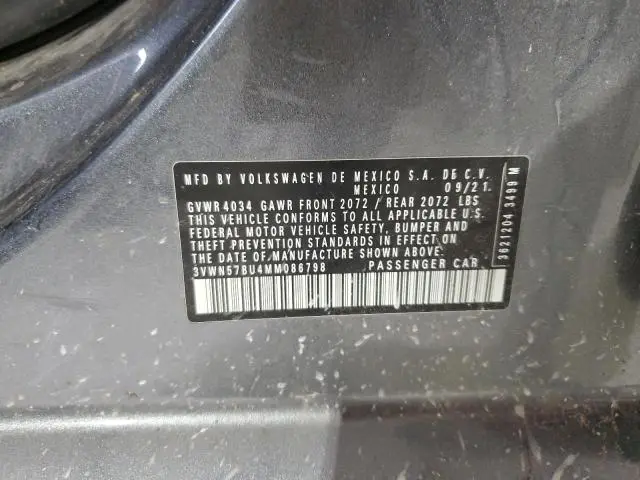 MFD BY VOLKSWAGEN DE MEXICO S.A. DE C.V.
MEXICO 09/21
GVWR 4034 GAWR FRONT 2072 / REAR 2072 LBS
THIS VEHICLE CONFORMS TO ALL APPLICABLE U.S.
FEDERAL MOTOR VEHICLE SAFETY, BUMPER AND
THEFT PREVENTION STANDARDS IN EFFECT ON
THE DATE OF MANUFACTURE SHOWN ABOVE.
3VWN57BU4MM086798 PASSENGER CAR
36211204 3499 M